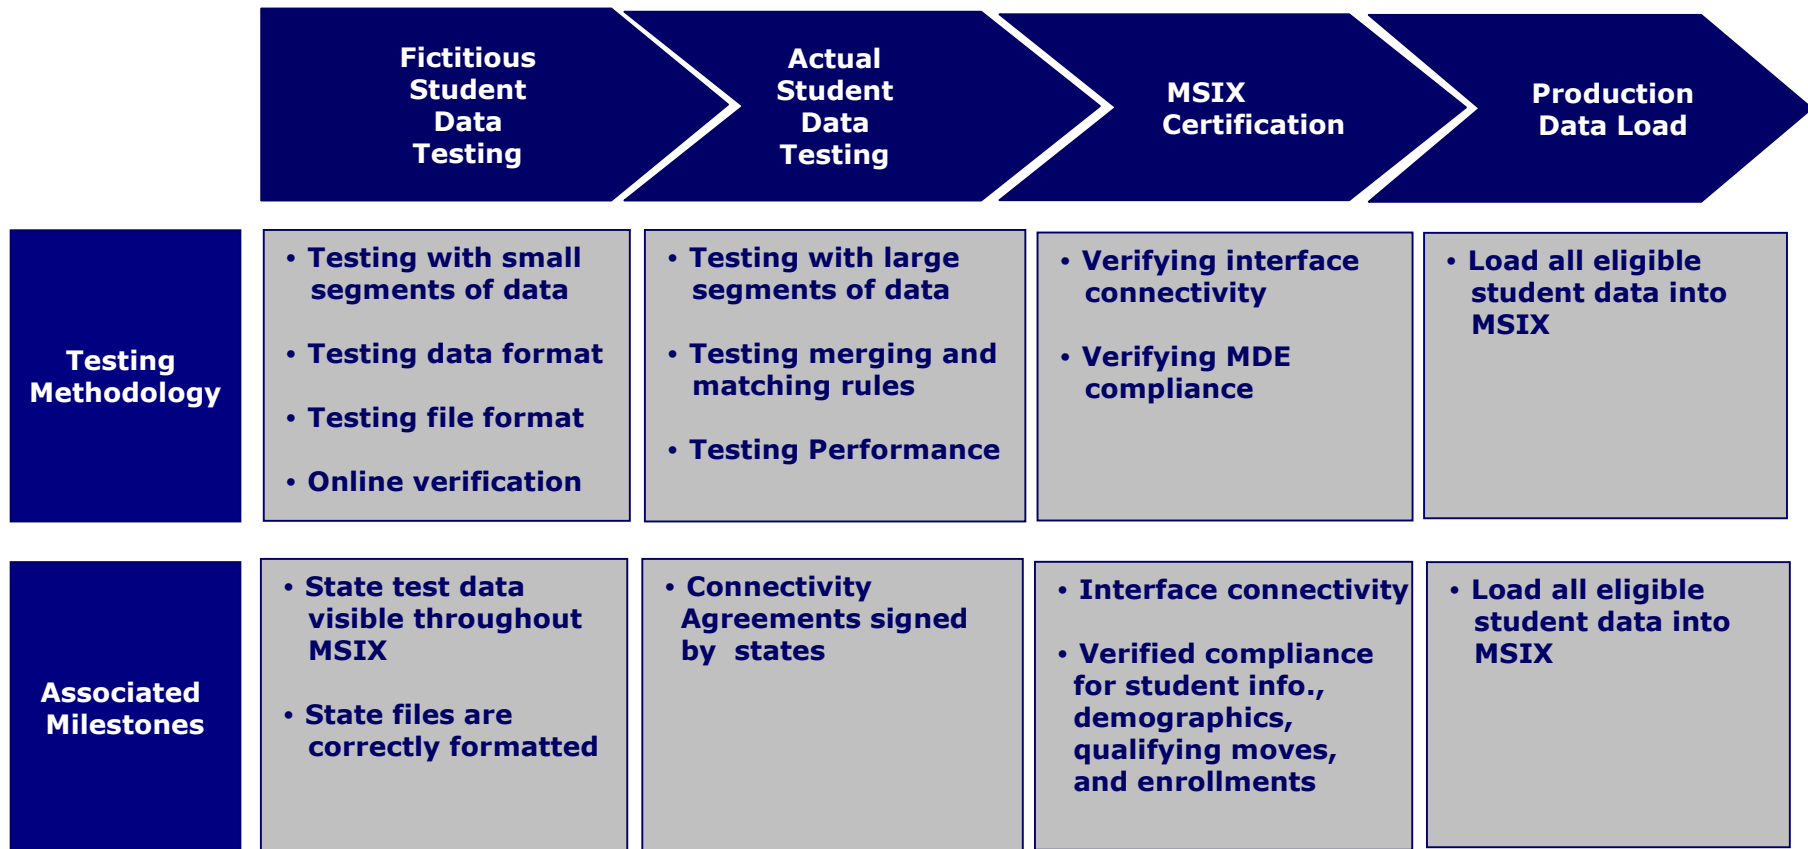 Fictitious
Student
Data
Testing
Actual
Student
Data
Testing
MSIX
Certification
Production
Data Load
Testing
Methodology
• Testing with small
segments of data
• Testing data format
• Testing file format
• Online verification
• Testing with large
segments of data
• Testing merging and
matching rules
• Testing Performance
• Verifying interface
connectivity
• Verifying MDE
compliance
• Load all eligible
student data into
MSIX
Associated
Milestones
• State test data
visible throughout
MSIX
• State files are
correctly formatted
• Connectivity
Agreements signed
by states
• Interface connectivity
• Verified compliance
for student info.,
demographics,
qualifying moves,
and enrollments
• Load all eligible
student data into
MSIX